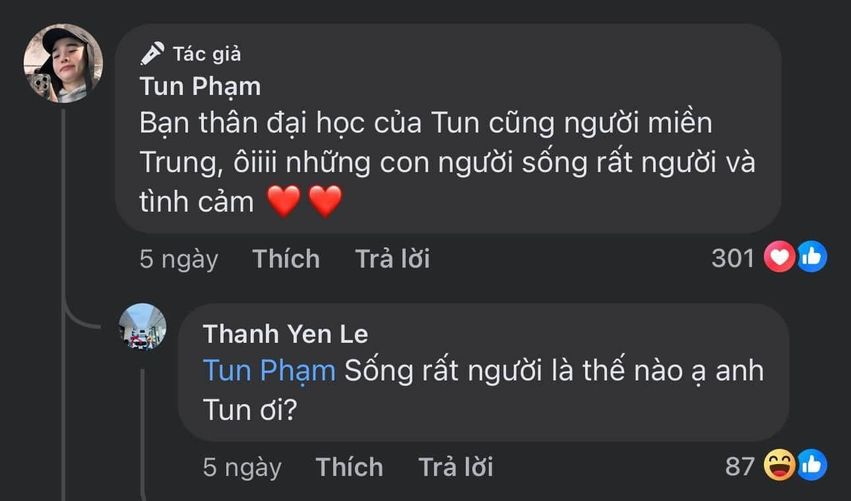 Tác giả
Tun Phạm
Bạn thân đại học của Tun cũng người miền
Trung, ôiiii những con người sống rất người và
tình cảm ❤️❤️
5 ngày Thích Trả lời 301
Thanh Yen Le
Tun Phạm Sống rất người là thế nào ạ anh
Tun ơi?
5 ngày Thích Trả lời 87